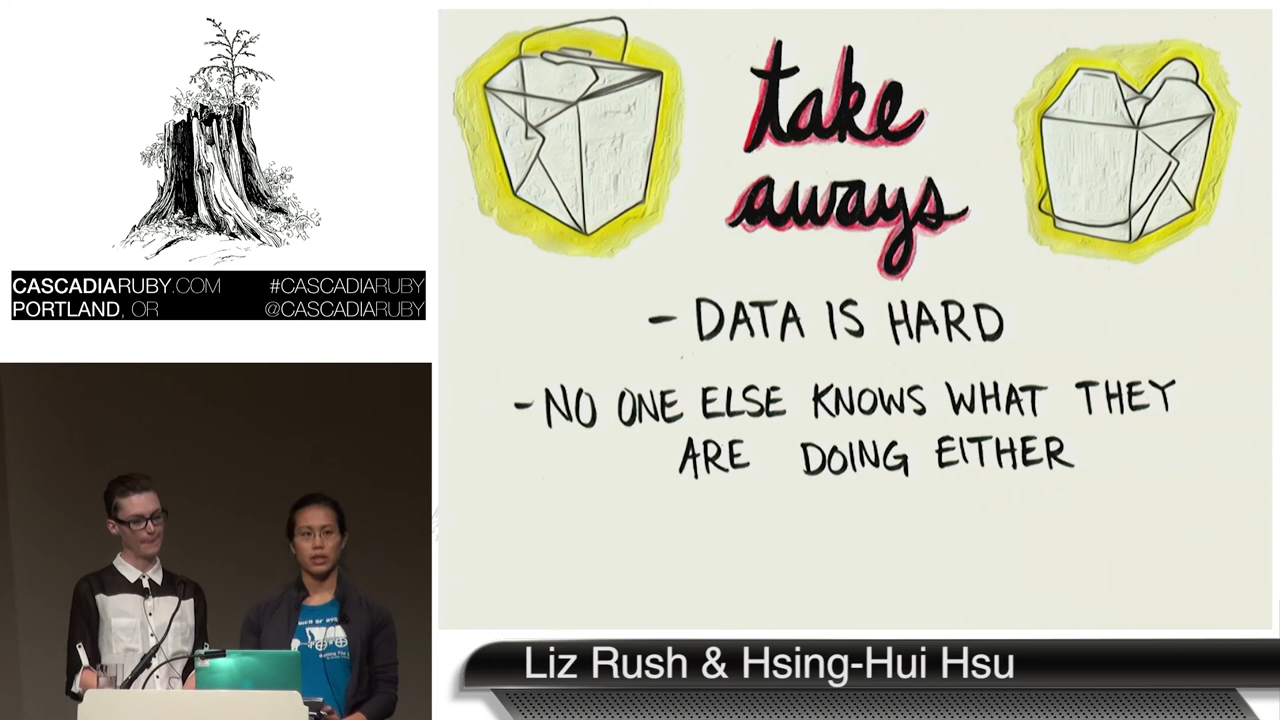 take
aways
- DATA IS HARD
- NO ONE ELSE KNOWS WHAT THEY
ARE DOING EITHER
CASCADIARUBY.COM #CASCADIARUBY
PORTLAND, OR @CASCADIARUBY
Liz Rush & Hsing-Hui Hsu